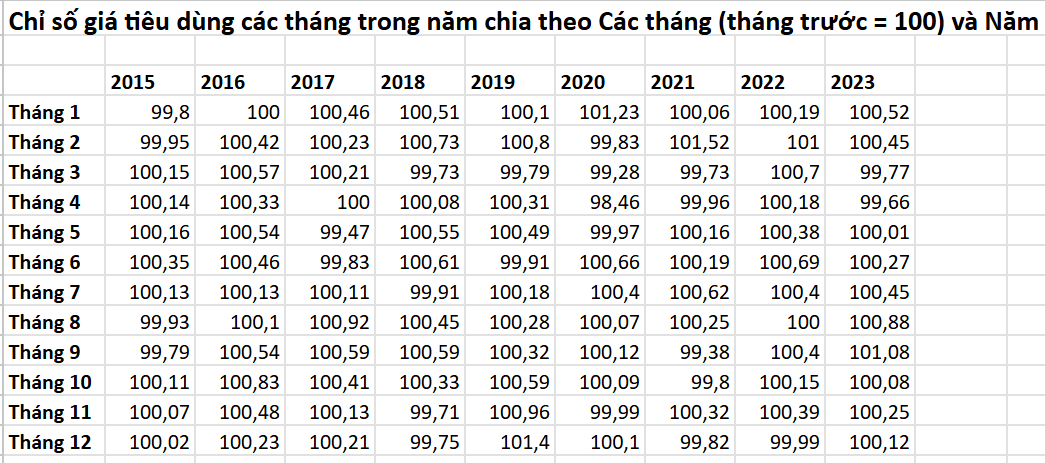 Chỉ số giá tiêu dùng các tháng trong năm chia theo Các tháng (tháng trước = 100) và Năm
2015 2016 2017 2018 2019 2020 2021 2022 2023
Tháng 1 99,8 100 100,46 100,51 100,1 101,23 100,06 100,19 100,52
Tháng 2 99,95 100,42 100,23 100,73 100,8 99,83 101,52 101 100,45
Tháng 3 100,15 100,57 100,21 99,73 99,79 99,28 99,73 100,7 99,77
Tháng 4 100,14 100,33 100 100,08 100,31 98,46 99,96 100,18 99,66
Tháng 5 100,16 100,54 99,47 100,55 100,49 99,97 100,16 100,38 100,01
Tháng 6 100,35 100,46 99,83 100,61 99,91 100,66 100,19 100,69 100,27
Tháng 7 100,13 100,13 100,11 99,91 100,18 100,4 100,62 100,4 100,45
Tháng 8 99,93 100,1 100,92 100,45 100,28 100,07 100,25 100 100,88
Tháng 9 99,79 100,54 100,59 100,59 100,32 100,12 99,38 100,4 101,08
Tháng 10 100,11 100,83 100,41 100,33 100,59 100,09 99,8 100,15 100,08
Tháng 11 100,07 100,48 100,13 99,71 100,96 99,99 100,32 100,39 100,25
Tháng 12 100,02 100,23 100,21 99,75 101,4 100,1 99,82 99,99 100,12